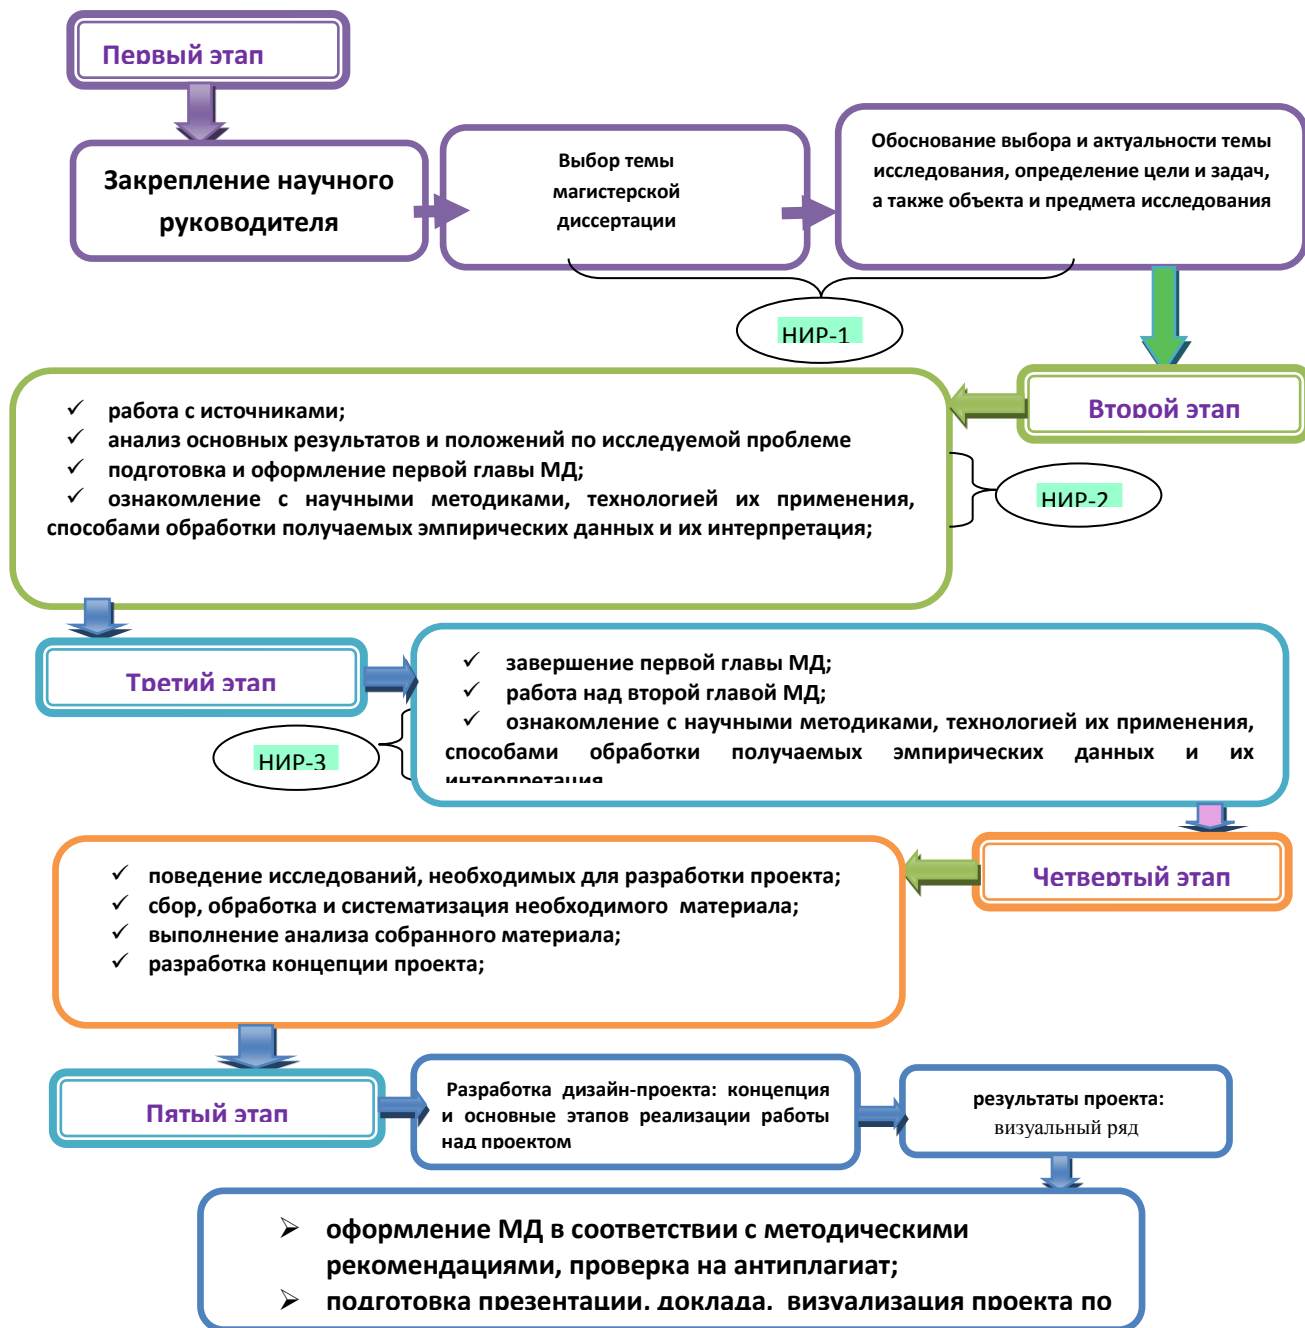 Первый этап
Закрепление научного
руководителя
Выбор темы
магистерской
диссертации
Обоснование выбора и актуальности темы
исследования, определение цели и задач,
а также объекта и предмета исследования
НИР-1
Второй этап
✓ работа с источниками;
✓ анализ основных результатов и положений по исследуемой проблеме
✓ подготовка и оформление первой главы МД;
✓ ознакомление с научными методиками, технологией их применения,
способами обработки получаемых эмпирических данных и их интерпретация;
НИР-2
Третий этап
✓ завершение первой главы МД;
✓ работа над второй главой МД;
✓ ознакомление с научными методиками, технологией их применения,
способами обработки получаемых эмпирических данных и их
интерпретация
НИР-3
Четвертый этап
✓ поведение исследований, необходимых для разработки проекта;
✓ сбор, обработка и систематизация необходимого материала;
✓ выполнение анализа собранного материала;
✓ разработка концепции проекта;
Пятый этап
Разработка дизайн-проекта: концепция
и основные этапов реализации работы
над проектом
результаты проекта:
визуальный ряд
➢ оформление МД в соответствии с методическими
рекомендациями, проверка на антиплагиат;
➢ подготовка презентации, доклада, визуализация проекта по